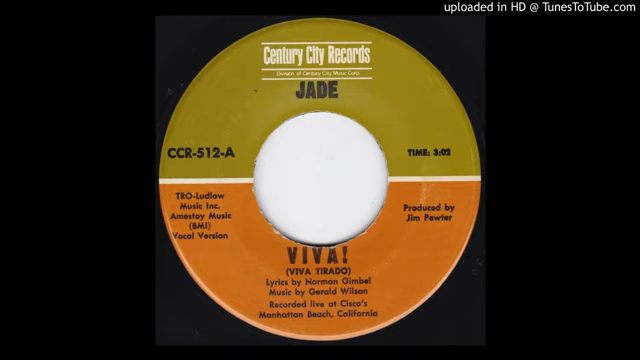 uploaded in HD @ TunesToTube.com
Century City Records
Division of Century City Music Corp.
JADE
CCR-512-A
TIME: 3:02
TRO-Ludlow
Music Inc.
Amestoy Music
(BMI)
Vocal Version
Produced by
Jim Pewter
VIVA!
(VIVA TIRADO)
Lyrics by Norman Gimbel
Music by Gerald Wilson
Recorded live at Cisco's
Manhattan Beach, California